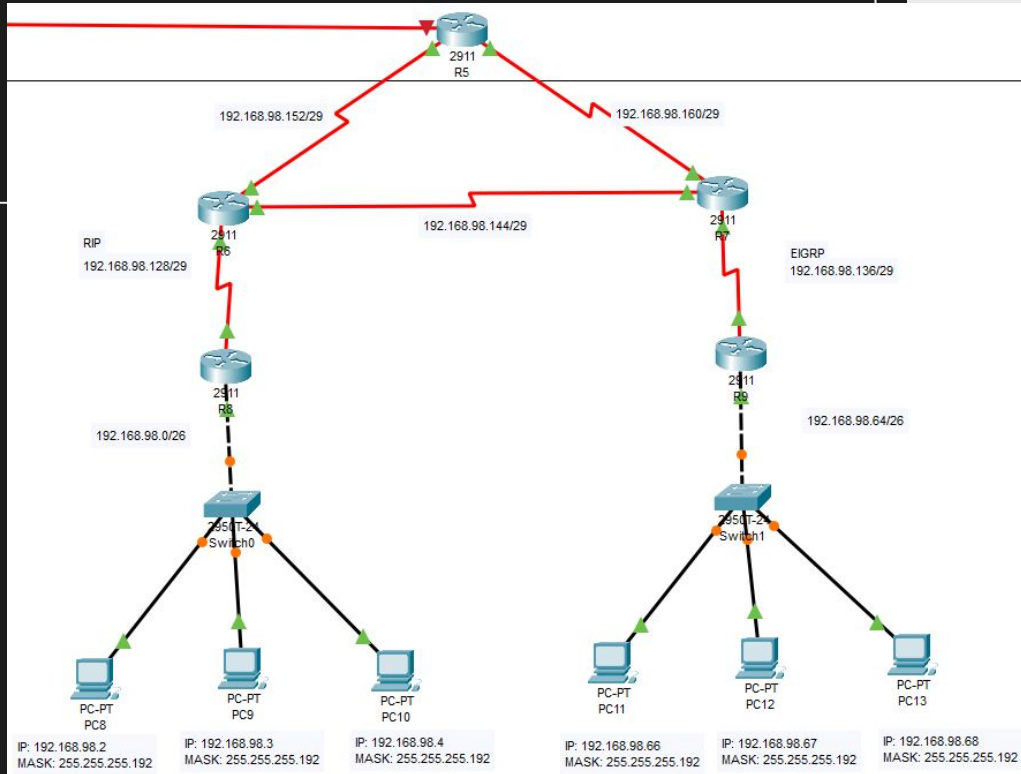 2911
R5
192.168.98.152/29
192.168.98.160/29
2911
R6
192.168.98.144/29
2911
R7
RIP
192.168.98.128/29
EIGRP
192.168.98.136/29
2911
R8
2911
R9
192.168.98.0/26
192.168.98.64/26
2950T-24
Switch0
2950T-24
Switch1
PC-PT
PC8
PC-PT
PC9
PC-PT
PC10
PC-PT
PC11
PC-PT
PC12
PC-PT
PC13
IP: 192.168.98.2
MASK: 255.255.255.192
IP: 192.168.98.3
MASK: 255.255.255.192
IP: 192.168.98.4
MASK: 255.255.255.192
IP: 192.168.98.66
MASK: 255.255.255.192
IP: 192.168.98.67
MASK: 255.255.255.192
IP: 192.168.98.68
MASK: 255.255.255.192